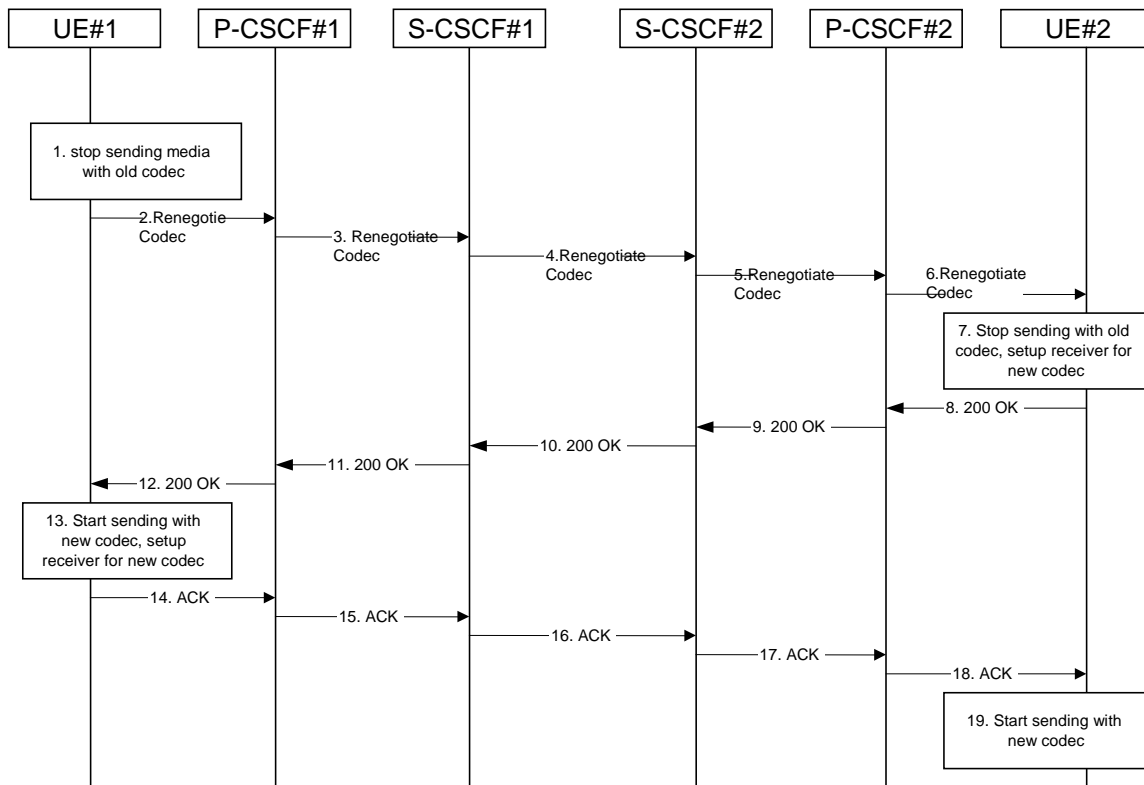 UE#1
P-CSCF#1
S-CSCF#1
S-CSCF#2
P-CSCF#2
UE#2
1. stop sending media
with old codec
2.Renegotie
Codec
3. Renegotiate
Codec
4.Renegotiate
Codec
5.Renegotiate
Codec
6.Renegotiate
Codec
7. Stop sending with old
codec, setup receiver for
new codec
8. 200 OK
9. 200 OK
10. 200 OK
11. 200 OK
12. 200 OK
13. Start sending with
new codec, setup
receiver for new codec
14. ACK
15. ACK
16. ACK
17. ACK
18. ACK
19. Start sending with
new codec